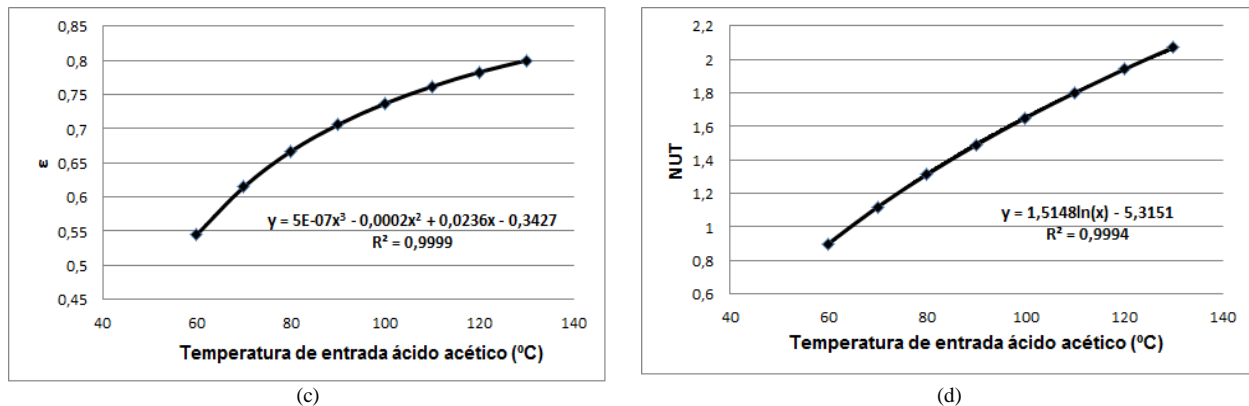 0,85
0,8
0,75
0,7
0,65
0,6
0,55
0,5
0,45
ε
y = 5E-07x³ - 0,0002x² + 0,0236x - 0,3427
R² = 0,9999
40 60 80 100 120 140
Temperatura de entrada ácido acético (⁰C)
(c)
2,2
2
1,8
1,6
1,4
1,2
1
0,8
0,6
NUT
y = 1,5148ln(x) - 5,3151
R² = 0,9994
40 60 80 100 120 140
Temperatura de entrada ácido acético (⁰C)
(d)